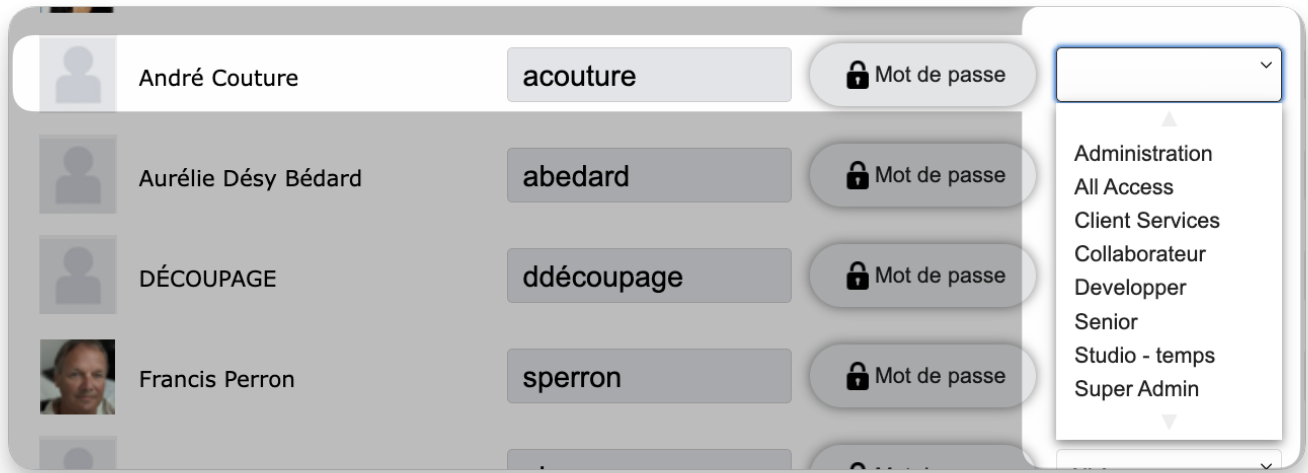 André Couture acouture Mot de passe
Administration
All Access
Client Services
Collaborateur
Developper
Senior
Studio - temps
Super Admin
Aurélie Désy Bédard abedard Mot de passe
DÉCOUPAGE ddécoupage Mot de passe
Francis Perron sperron Mot de passe